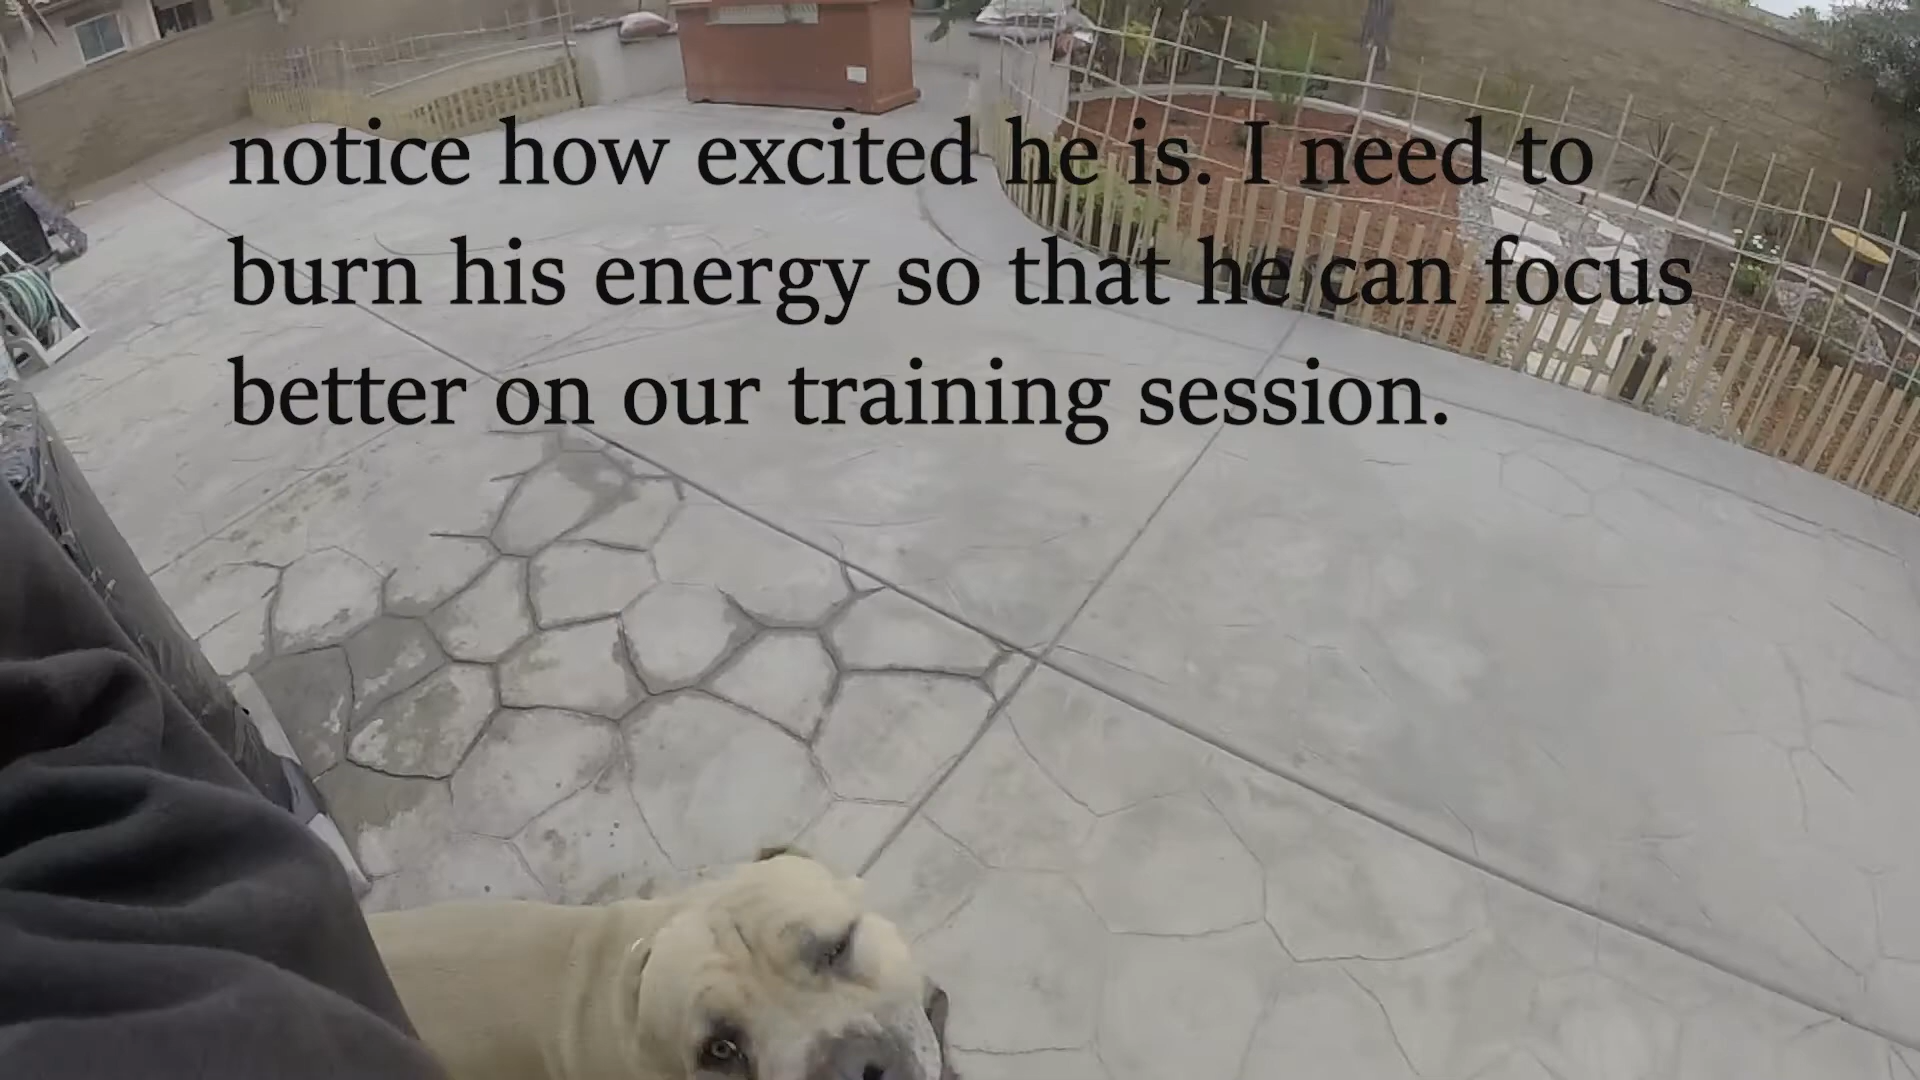 notice how excited he is. I need to
burn his energy so that he can focus
better on our training session.